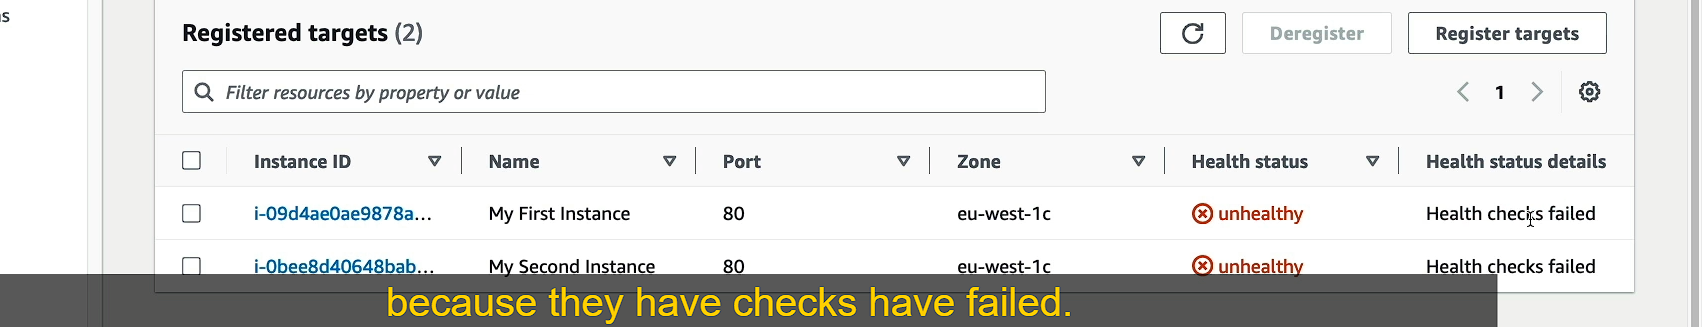 s
Registered targets (2)
Deregister
Register targets
Filter resources by property or value
1
Instance ID Name Port Zone Health status Health status details
i-09d4ae0ae9878a... My First Instance 80 eu-west-1c unhealthy Health checks failed
i-0bee8d40648bab... My Second Instance 80 eu-west-1c unhealthy Health checks failed
because they have checks have failed.